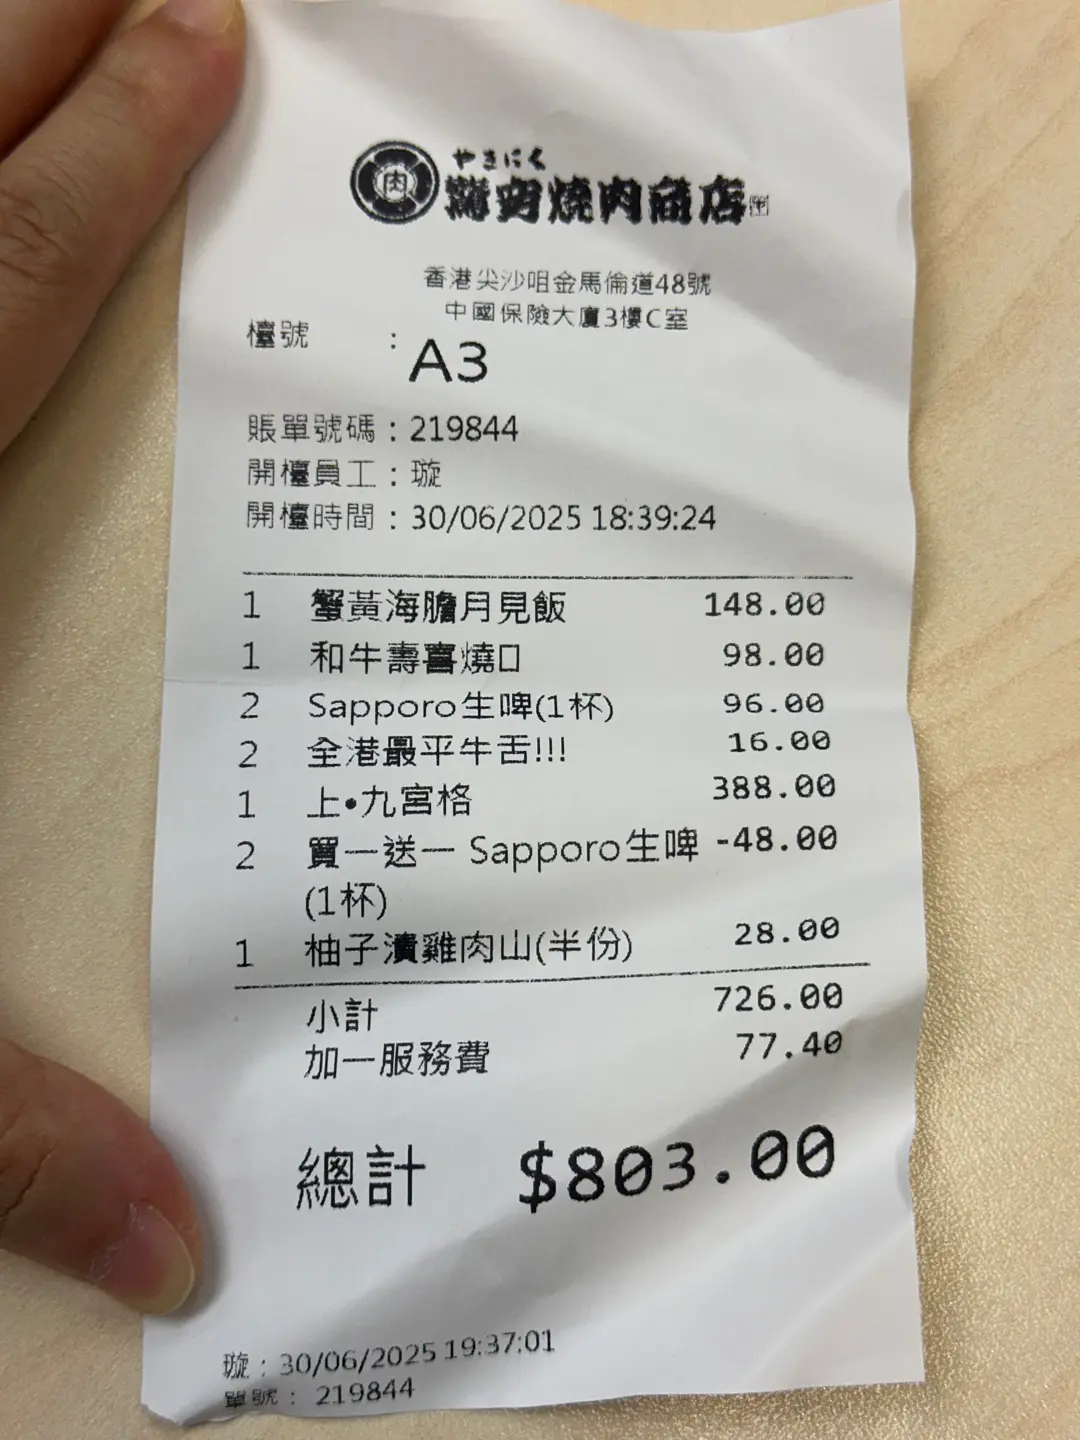 肉
やきにく
燒肉商店
香港尖沙咀金馬倫道48號
中國保險大廈3樓C室
檯號 : A3
賬單號碼 : 219844
開檯員工 : 璇
開檯時間 : 30/06/2025 18:39:24
1 蟹黃海膽月見飯 148.00
1 和牛壽喜燒□ 98.00
2 Sapporo生啤(1杯) 96.00
2 全港最平牛舌!!! 16.00
1 上•九宮格 388.00
2 買一送一 Sapporo生啤 -48.00
(1杯)
1 柚子漬雞肉山(半份) 28.00
小計 726.00
加一服務費 77.40
總計 $803.00
璇 : 30/06/2025 19:37:01
單號 : 219844